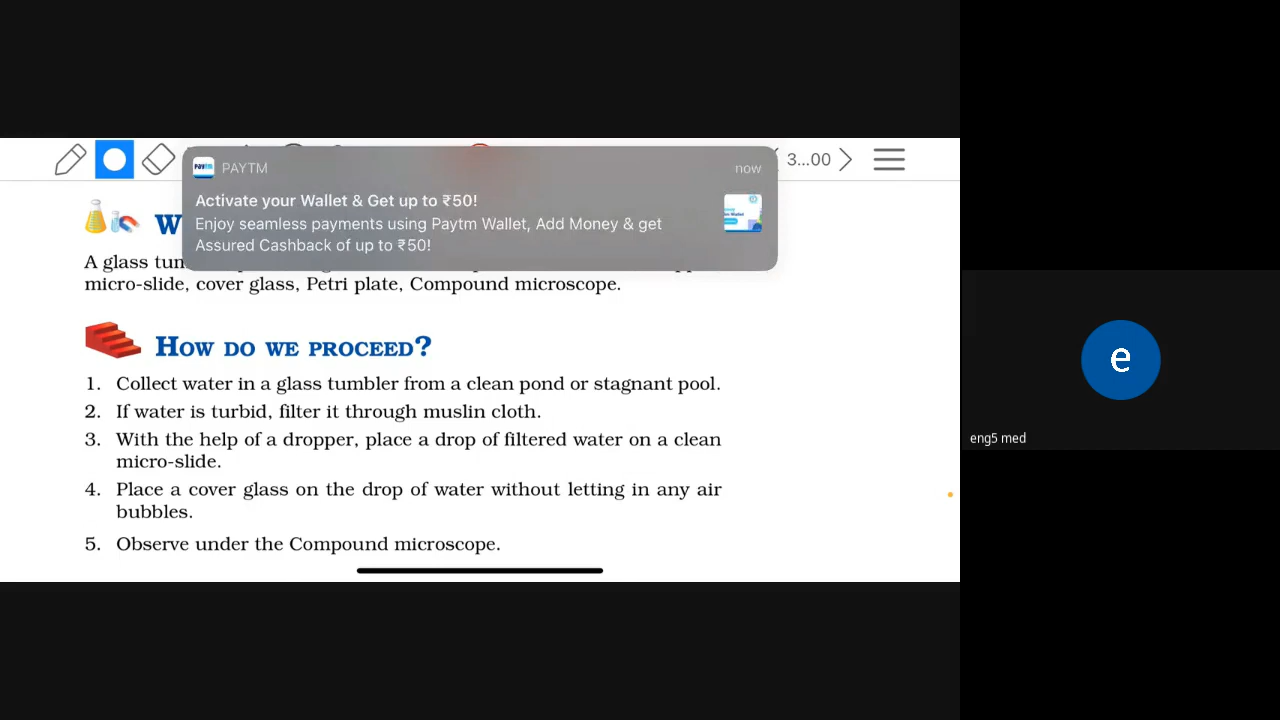 3...00
PAYTM
now
Activate your Wallet & Get up to ₹50!
Enjoy seamless payments using Paytm Wallet, Add Money & get
Assured Cashback of up to ₹50!
W
A glass
micro-slide, cover glass, Petri plate, Compound microscope.
HOW DO WE PROCEED?
1. Collect water in a glass tumbler from a clean pond or stagnant pool.
2. If water is turbid, filter it through muslin cloth.
3. With the help of a dropper, place a drop of filtered water on a clean
micro-slide.
4. Place a cover glass on the drop of water without letting in any air
bubbles.
5. Observe under the Compound microscope.
e
eng5 med